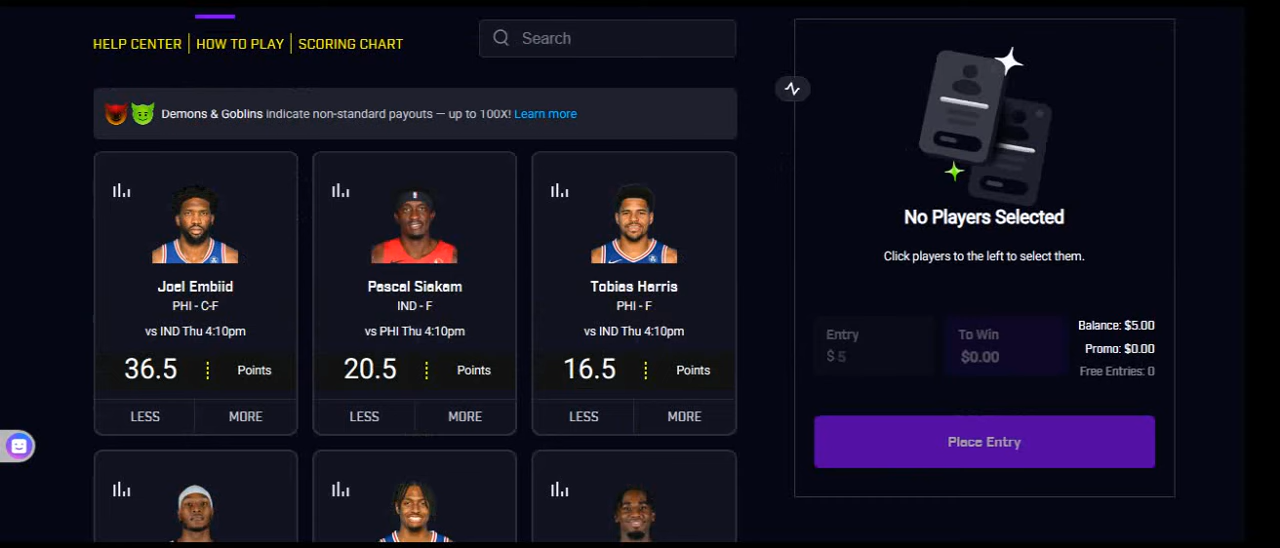 HELP CENTER
HOW TO PLAY
SCORING CHART
Search
Demons & Goblins indicate non-standard payouts — up to 100X! Learn more
Joel Embiid
PHI - C-F
vs IND Thu 4:10pm
36.5
Points
LESS
MORE
Pascal Siakam
IND - F
vs PHI Thu 4:10pm
20.5
Points
LESS
MORE
Tobias Harris
PHI - F
vs IND Thu 4:10pm
16.5
Points
LESS
MORE
No Players Selected
Click players to the left to select them.
Entry
$ 5
To Win
$0.00
Balance: $5.00
Promo: $0.00
Free Entries: 0
Place Entry